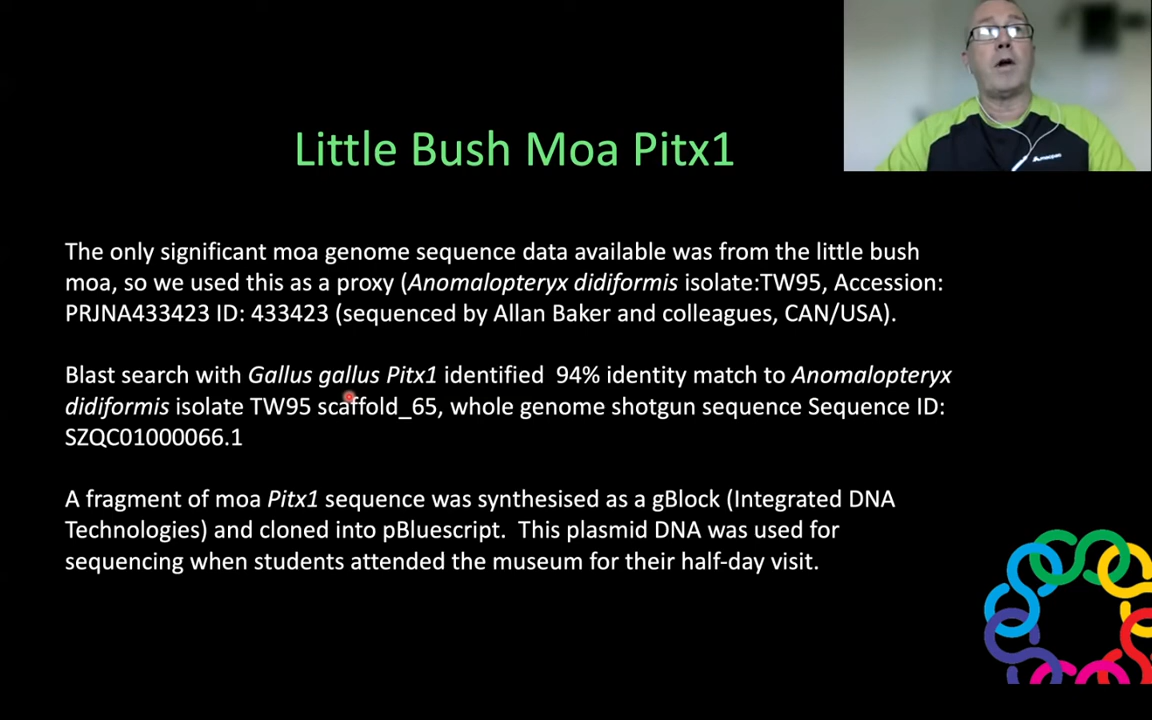 Little Bush Moa Pitx1
The only significant moa genome sequence data available was from the little bush
moa, so we used this as a proxy (Anomalopteryx didiformis isolate:TW95, Accession:
PRJNA433423 ID: 433423 (sequenced by Allan Baker and colleagues, CAN/USA).
Blast search with Gallus gallus Pitx1 identified  94% identity match to Anomalopteryx
didiformis isolate TW95 scaffold_65, whole genome shotgun sequence Sequence ID:
SZQC01000066.1
A fragment of moa Pitx1 sequence was synthesised as a gBlock (Integrated DNA
Technologies) and cloned into pBluescript.  This plasmid DNA was used for
sequencing when students attended the museum for their half-day visit.